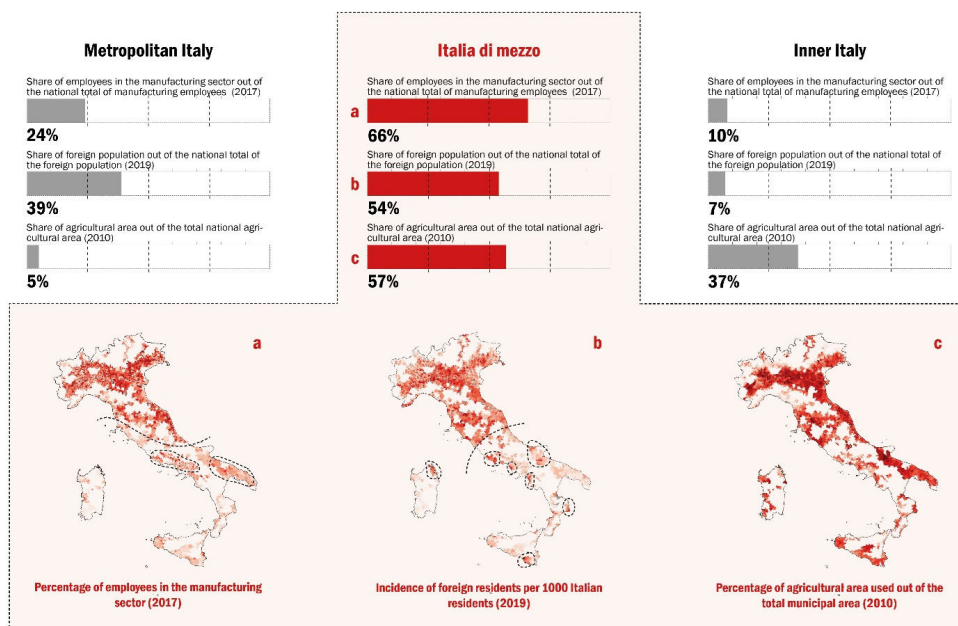 Metropolitan Italy
Share of employees in the manufacturing sector out of
the national total of manufacturing employees (2017)
24%
Share of foreign population out of the national total of
the foreign population (2019)
39%
Share of agricultural area out of the total national agri-
cultural area (2010)
5%
Italia di mezzo
Share of employees in the manufacturing sector out of
the national total of manufacturing employees (2017)
a
66%
Share of foreign population out of the national total of
the foreign population (2019)
b
54%
Share of agricultural area out of the total national agri-
cultural area (2010)
c
57%
Inner Italy
Share of employees in the manufacturing sector out of
the national total of manufacturing employees (2017)
10%
Share of foreign population out of the national total of
the foreign population (2019)
7%
Share of agricultural area out of the total national agri-
cultural area (2010)
37%
a
Percentage of employees in the manufacturing
sector (2017)
b
Incidence of foreign residents per 1000 Italian
residents (2019)
c
Percentage of agricultural area used out of the
total municipal area (2010)